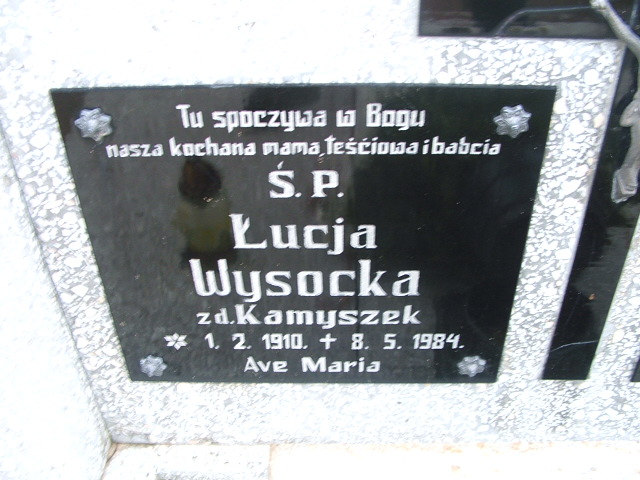 Tu spoczywa w Bogu
nasza kochana mama, teściowa i babcia
Ś. P.
Łucja
Wysocka
zd. Kamyszek
* 1. 2. 1910. + 8. 5. 1984.
Ave Maria